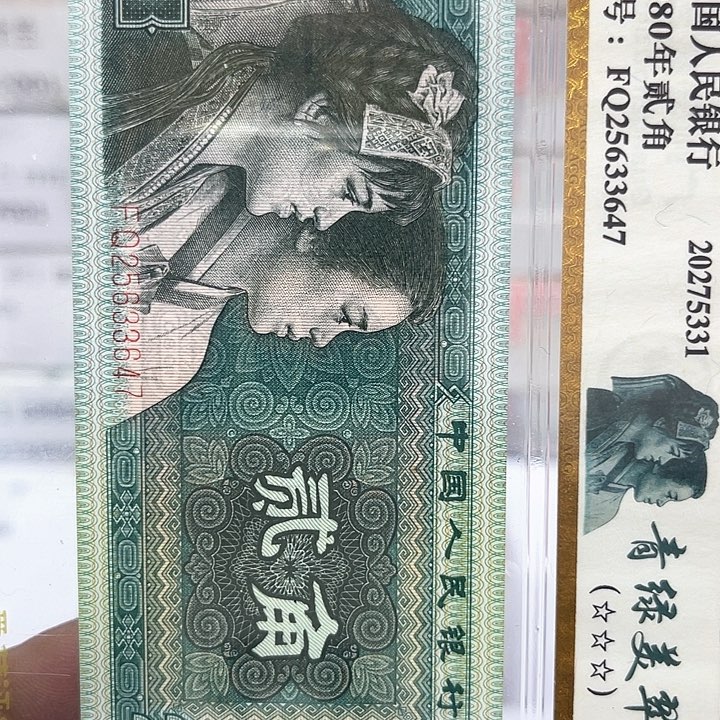 国人民银行
80年贰角
号：FQ25633647
20275331
青绿美翠
(☆☆☆)
中国人民银行
贰角
FQ25633647